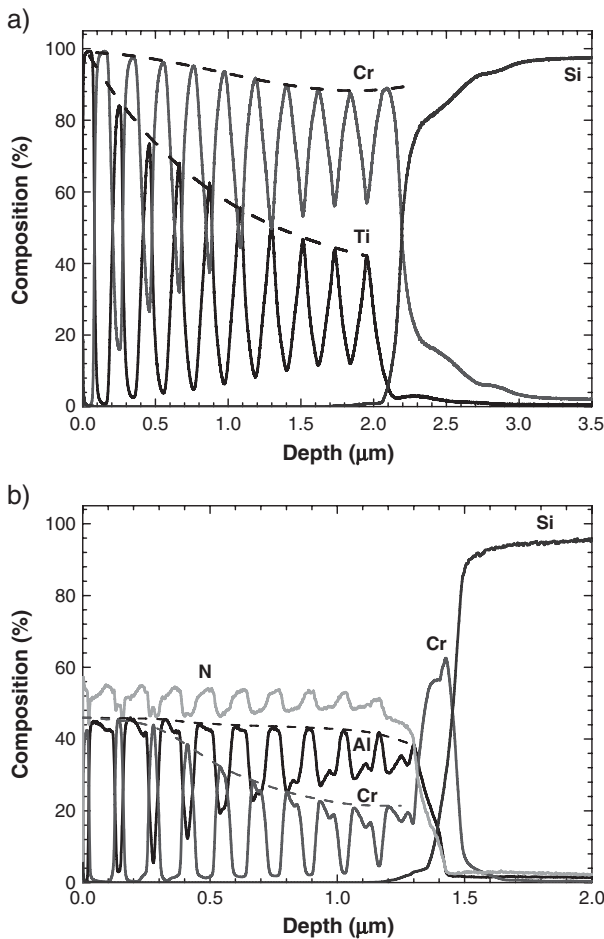 a)
100
80
60
40
20
0
Composition (%)
Cr
Ti
Si
0.0 0.5 1.0 1.5 2.0 2.5 3.0 3.5
Depth (μm)
b)
100
80
60
40
20
0
Composition (%)
Si
N
Cr
Al
Cr
0.0 0.5 1.0 1.5 2.0
Depth (μm)